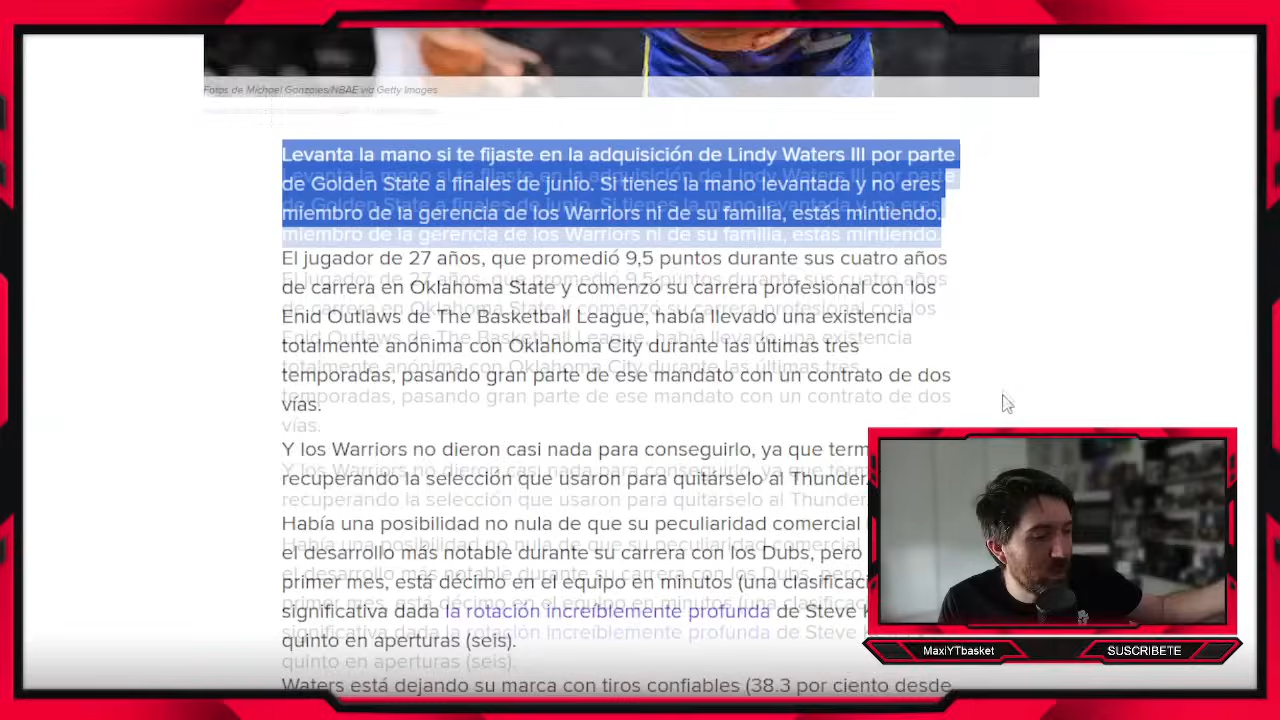 Fotos de Michael Gonzales/NBAE via Getty Images
Levanta la mano si te fijaste en la adquisición de Lindy Waters III por parte
de Golden State a finales de junio. Si tienes la mano levantada y no eres
miembro de la gerencia de los Warriors ni de su familia, estás mintiendo.
El jugador de 27 años, que promedió 9,5 puntos durante sus cuatro años
de carrera en Oklahoma State y comenzó su carrera profesional con los
Enid Outlaws de The Basketball League, había llevado una existencia
totalmente anónima con Oklahoma City durante las últimas tres
temporadas, pasando gran parte de ese mandato con un contrato de dos
vías.
Y los Warriors no dieron casi nada para conseguirlo, ya que term
recuperando la selección que usaron para quitárselo al Thunder.
Había una posibilidad no nula de que su peculiaridad comercial
el desarrollo más notable durante su carrera con los Dubs, pero
primer mes, está décimo en el equipo en minutos (una clasificaci
significativa dada la rotación increíblemente profunda de Steve K
quinto en aperturas (seis).
Waters está dejando su marca con tiros confiables (38.3 por ciento desde
MaxiYTbasket
SUSCRIBETE